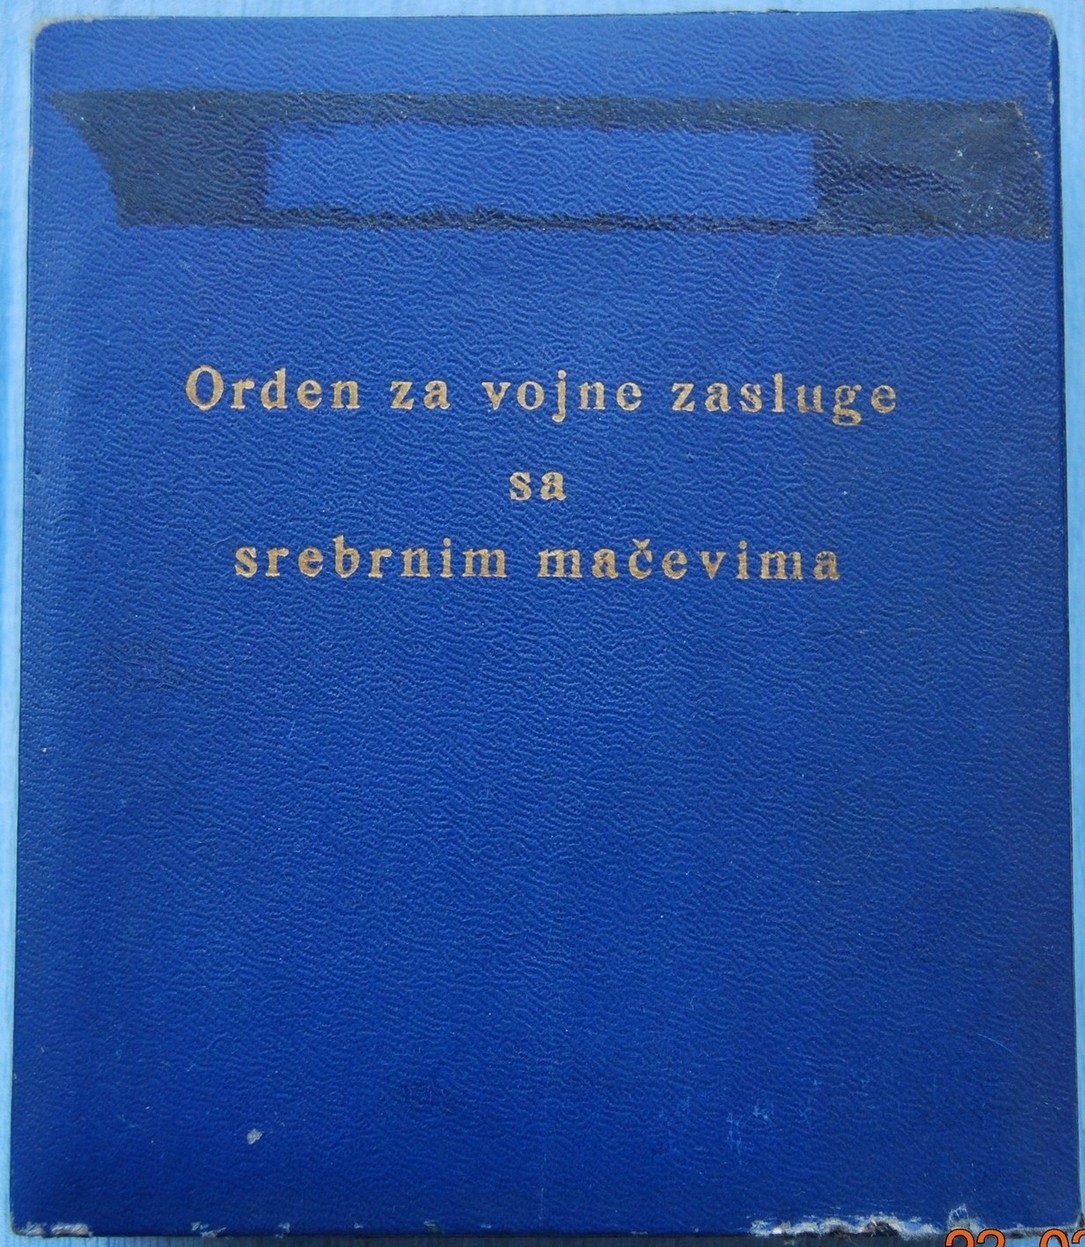 Orden za vojne zasluge
sa
srebrnim mačevima